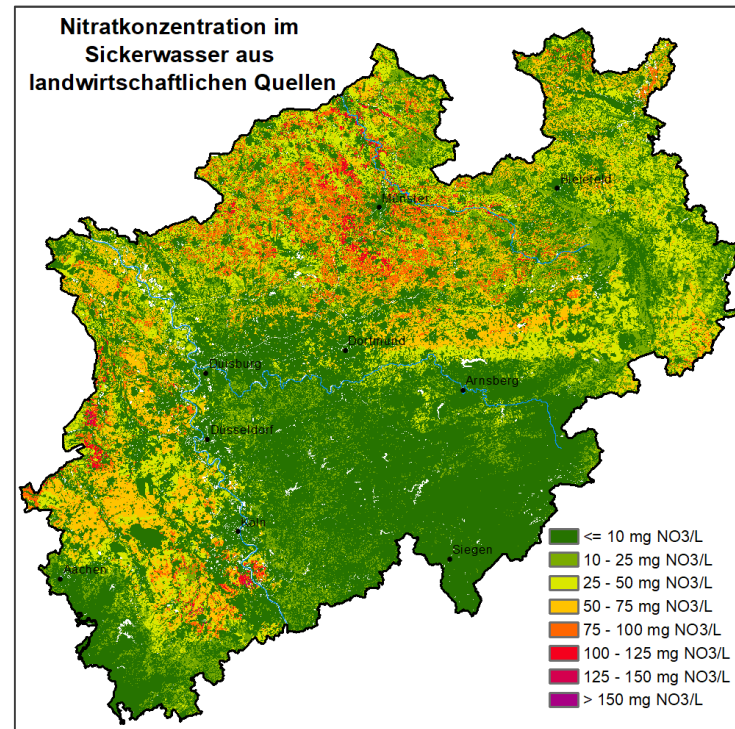 Nitratkonzentration im
Sickerwasser aus
landwirtschaftlichen Quellen
Bielefeld
Münster
Dortmund
Duisburg
Arnsberg
Düsseldorf
Köln
Siegen
Aachen
<= 10 mg NO3/L
10 - 25 mg NO3/L
25 - 50 mg NO3/L
50 - 75 mg NO3/L
75 - 100 mg NO3/L
100 - 125 mg NO3/L
125 - 150 mg NO3/L
> 150 mg NO3/L